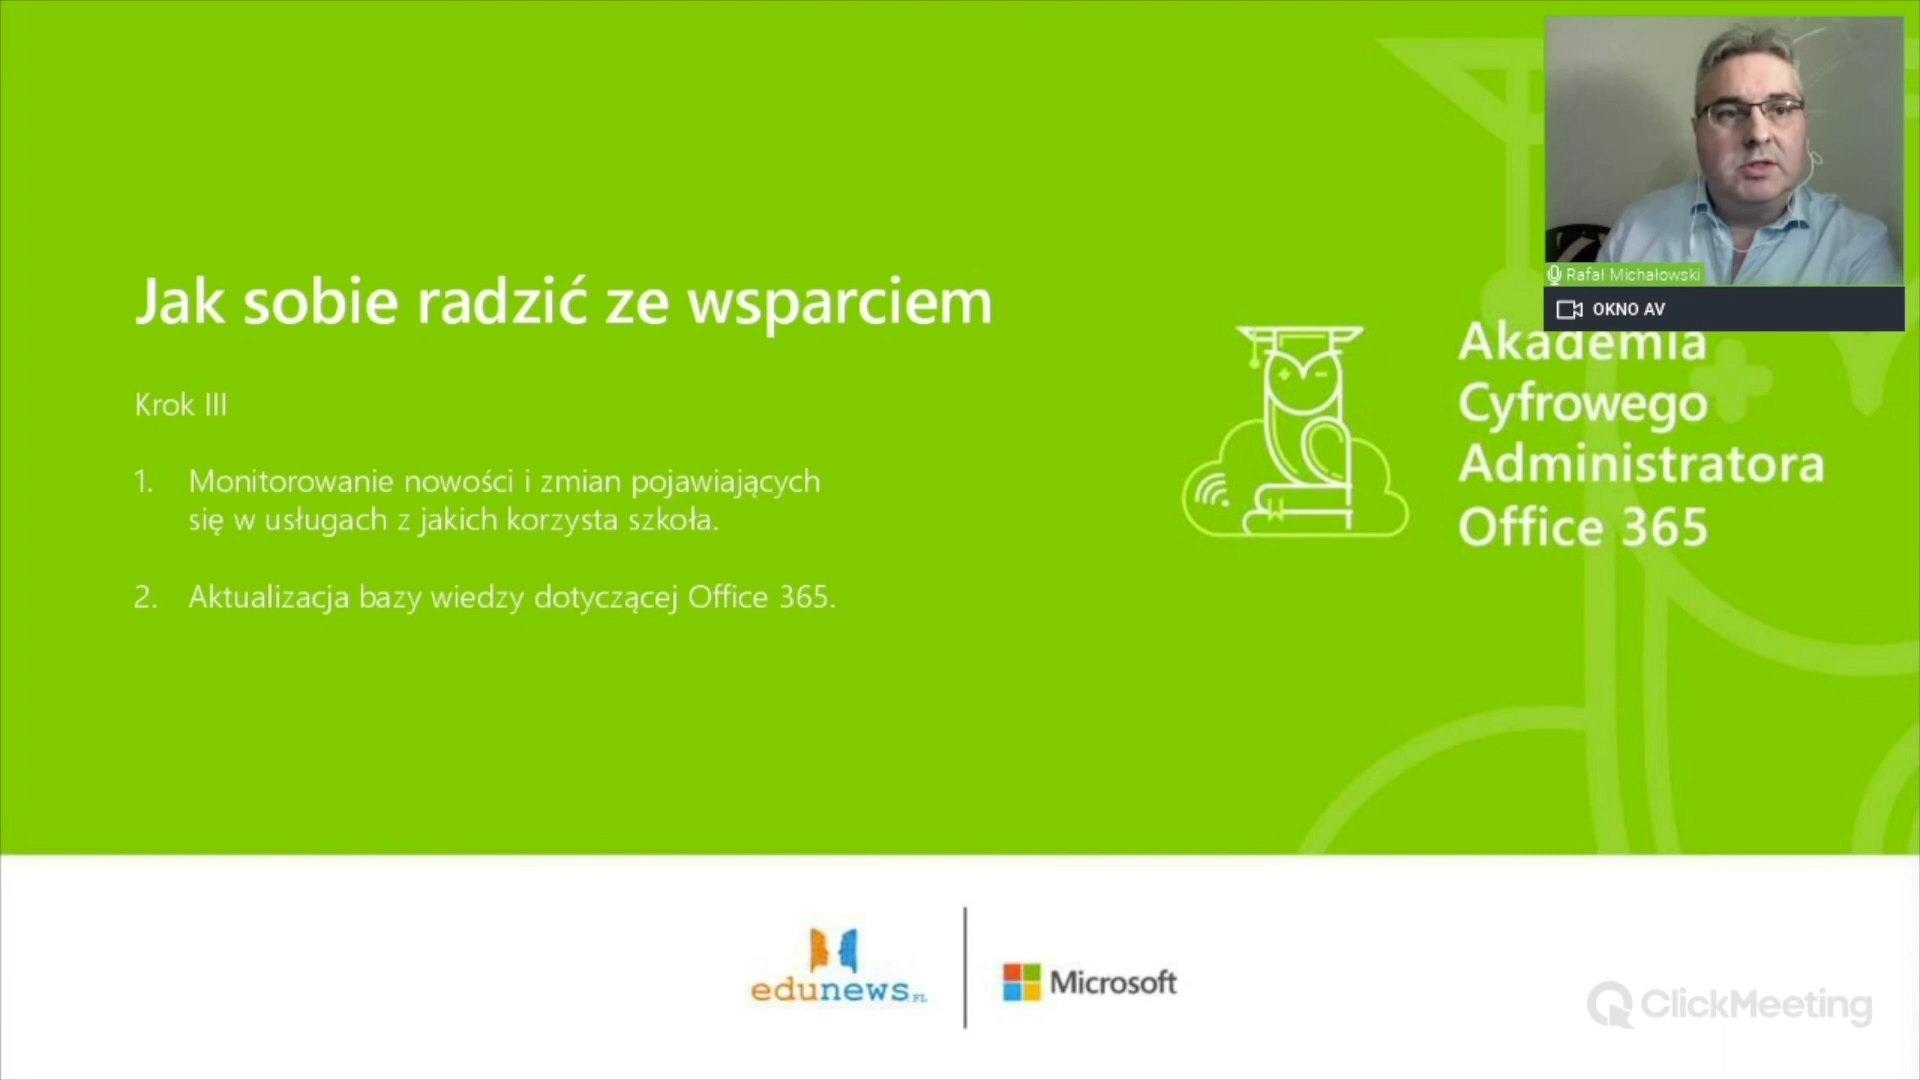 Jak sobie radzić ze wsparciem
Krok III
1. Monitorowanie nowości i zmian pojawiających
się w usługach z jakich korzysta szkoła.
2. Aktualizacja bazy wiedzy dotyczącej Office 365.
Rafał Michałowski
OKNO AV
Akademia
Cyfrowego
Administratora
Office 365
edunews.PL
Microsoft
ClickMeeting